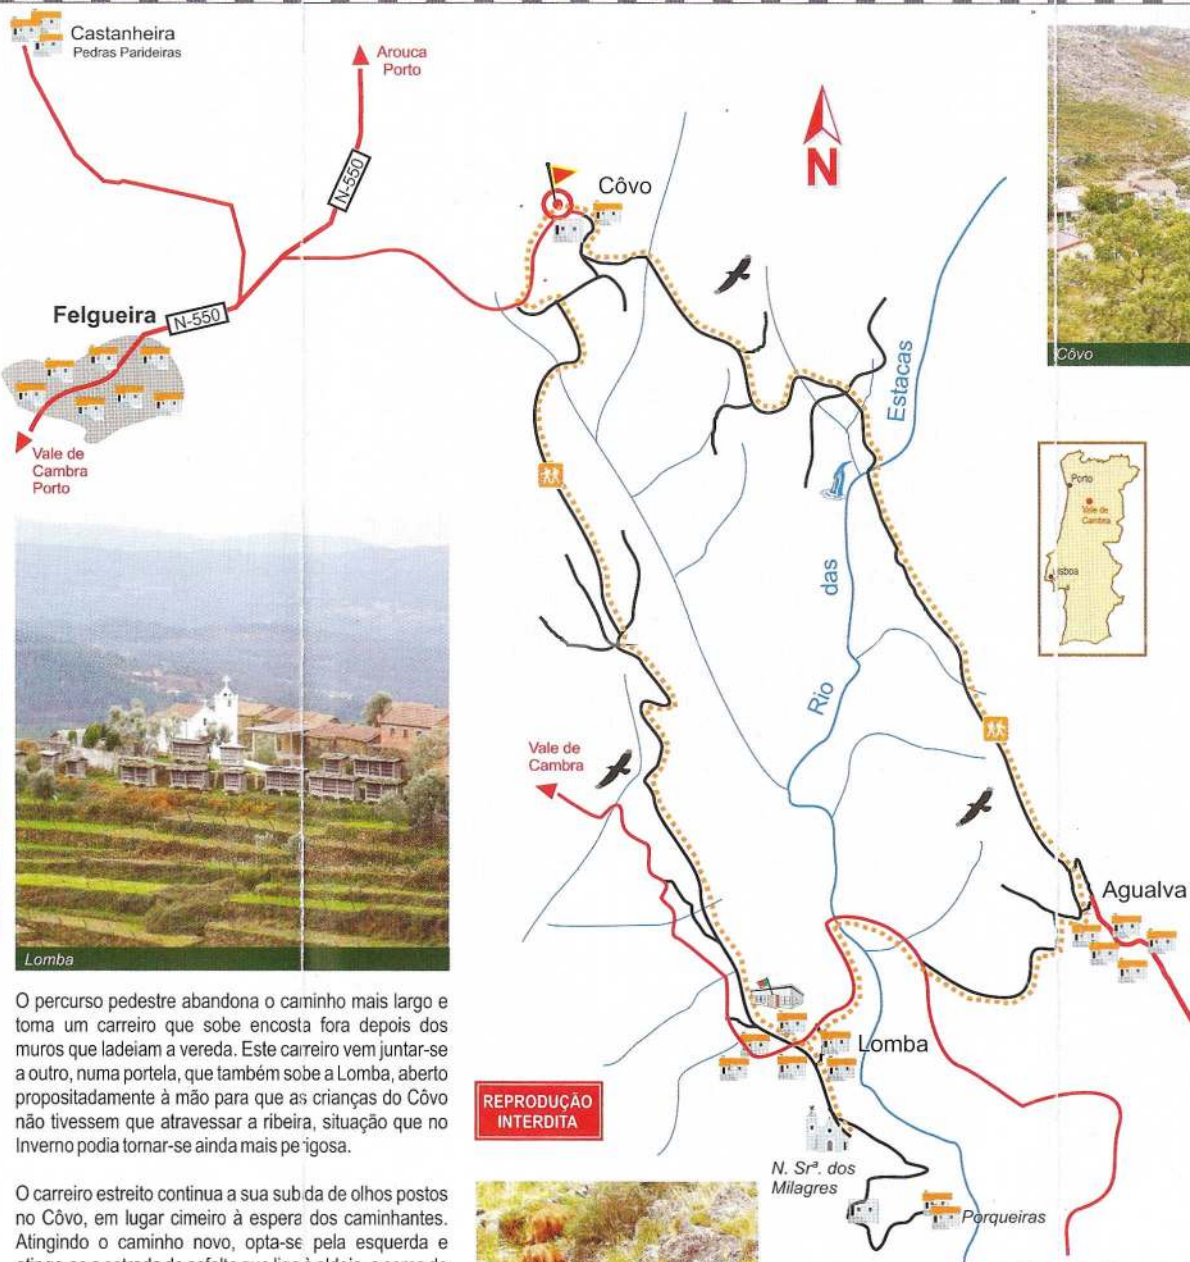 Castanheira
Pedras Parideiras
Arouca
Porto
N-550
N
Côvo
Felgueira
N-550
Vale de
Cambra
Porto
Estacas
das
Rio
Côvo
Porto
Vale de
Cambra
Lisboa
Vale de
Cambra
Agualva
Lomba
Lomba
O percurso pedestre abandona o caminho mais largo e
toma um carreiro que sobe encosta fora depois dos
muros que ladeiam a vereda. Este carreiro vem juntar-se
a outro, numa portela, que também sobe a Lomba, aberto
propositadamente à mão para que as crianças do Côvo
não tivessem que atravessar a ribeira, situação que no
Inverno podia tornar-se ainda mais perigosa.
O carreiro estreito continua a sua subida de olhos postos
no Côvo, em lugar cimeiro à espera dos caminhantes.
Atingindo o caminho novo, opta-se pela esquerda e
REPRODUÇÃO
INTERDITA
N. Srª. dos
Milagres
Porqueiras